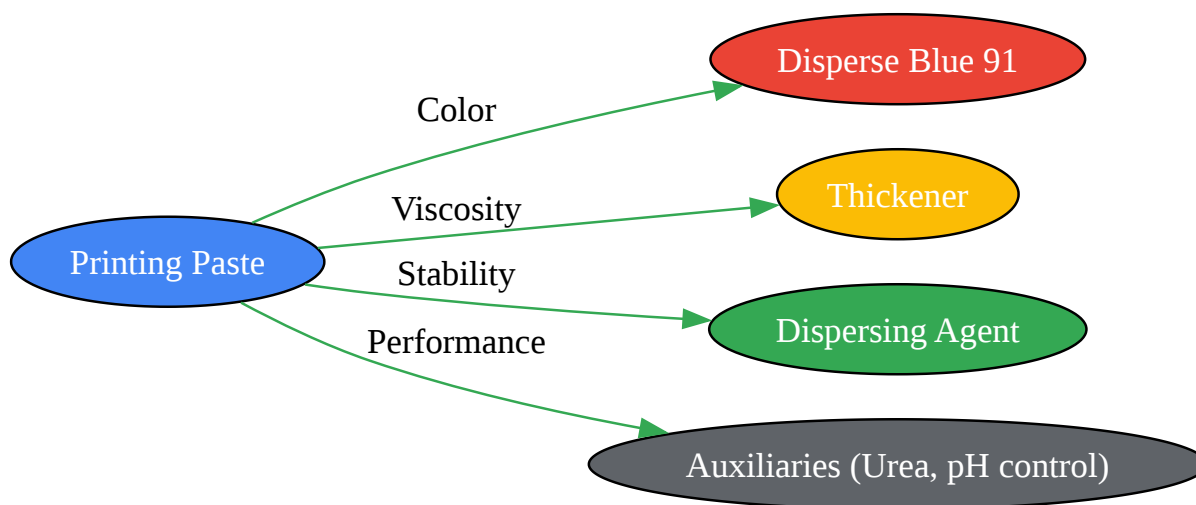 Disperse Blue 91
Color
Thickener
Viscosity
Printing Paste
Stability
Dispersing Agent
Performance
Auxiliaries (Urea, pH control)